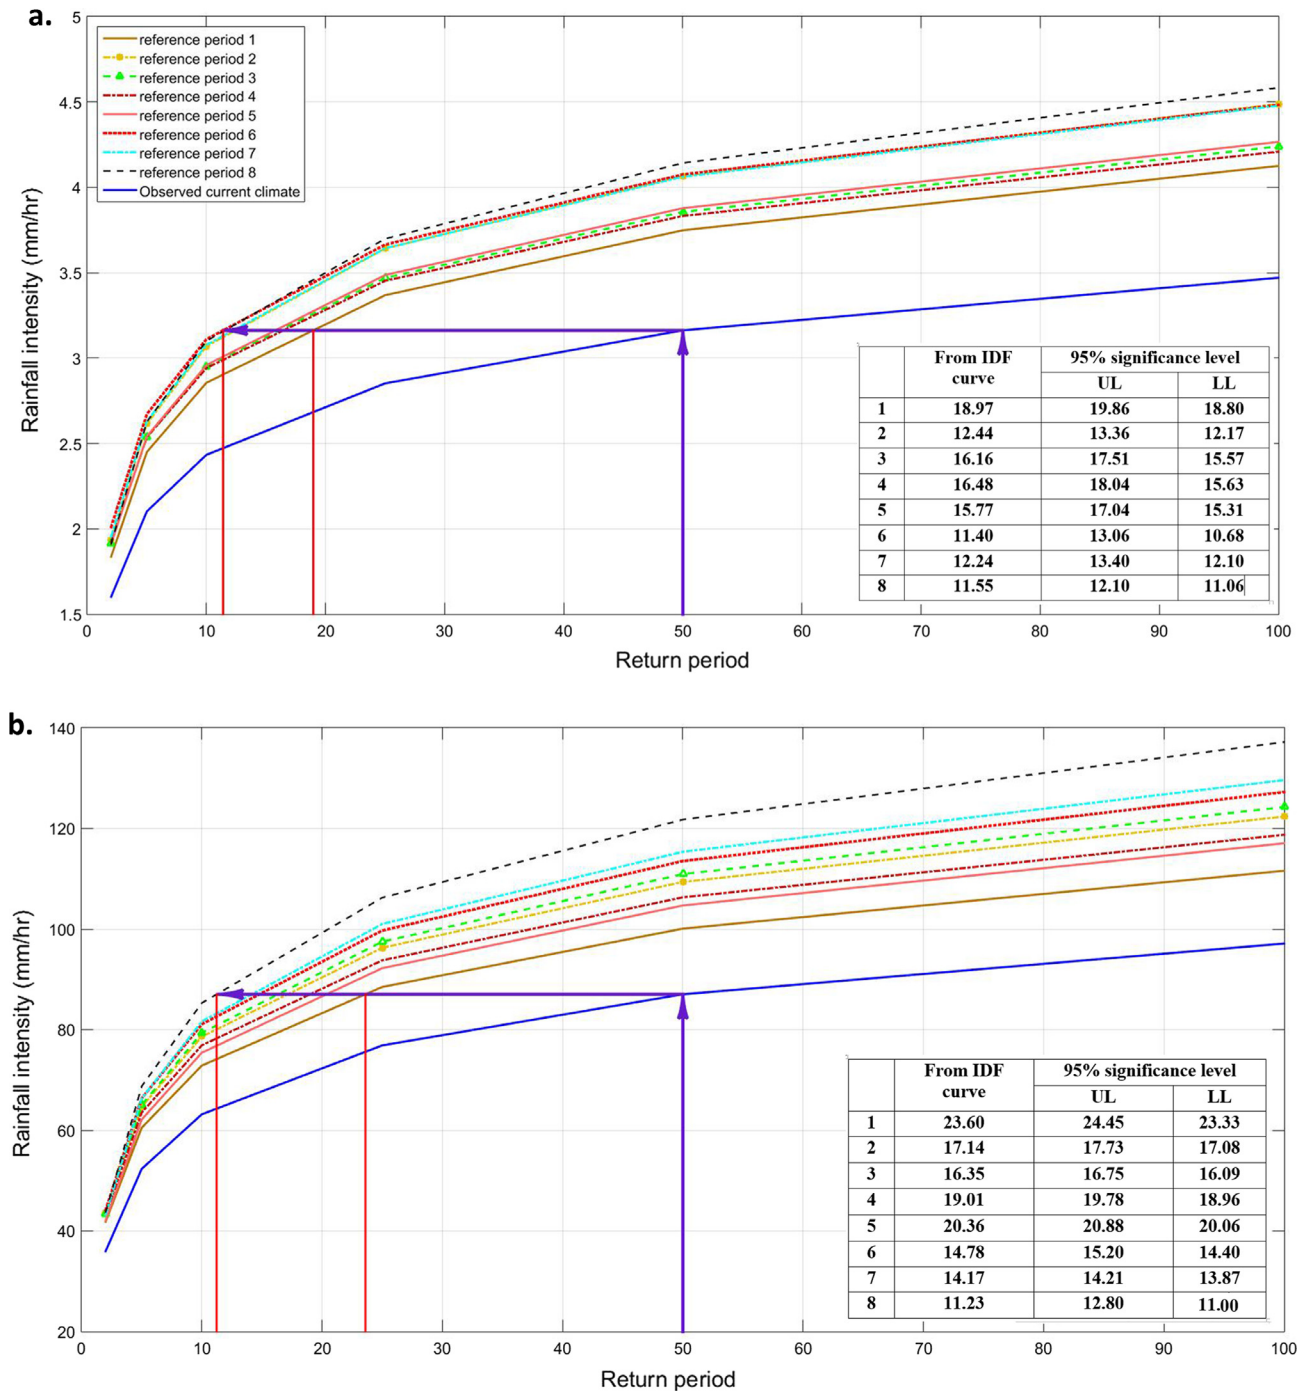 a.
5
4.5
4
3.5
3
2.5
2
1.5
Rainfall intensity (mm/hr)
reference period 1
reference period 2
reference period 3
reference period 4
reference period 5
reference period 6
reference period 7
reference period 8
Observed current climate
From IDF curve 95% significance level
UL LL
1 18.97 19.86 18.80
2 12.44 13.36 12.17
3 16.16 17.51 15.57
4 16.48 18.04 15.63
5 15.77 17.04 15.31
6 11.40 13.06 10.68
7 12.24 13.40 12.10
8 11.55 12.10 11.06
0 10 20 30 40 50 60 70 80 90 100
Return period
b.
140
120
100
80
60
40
20
Rainfall intensity (mm/hr)
From IDF curve 95% significance level
UL LL
1 23.60 24.45 23.33
2 17.14 17.73 17.08
3 16.35 16.75 16.09
4 19.01 19.78 18.96
5 20.36 20.88 20.06
6 14.78 15.20 14.40
7 14.17 14.21 13.87
8 11.23 12.80 11.00
0 10 20 30 40 50 60 70 80 90 100
Return period